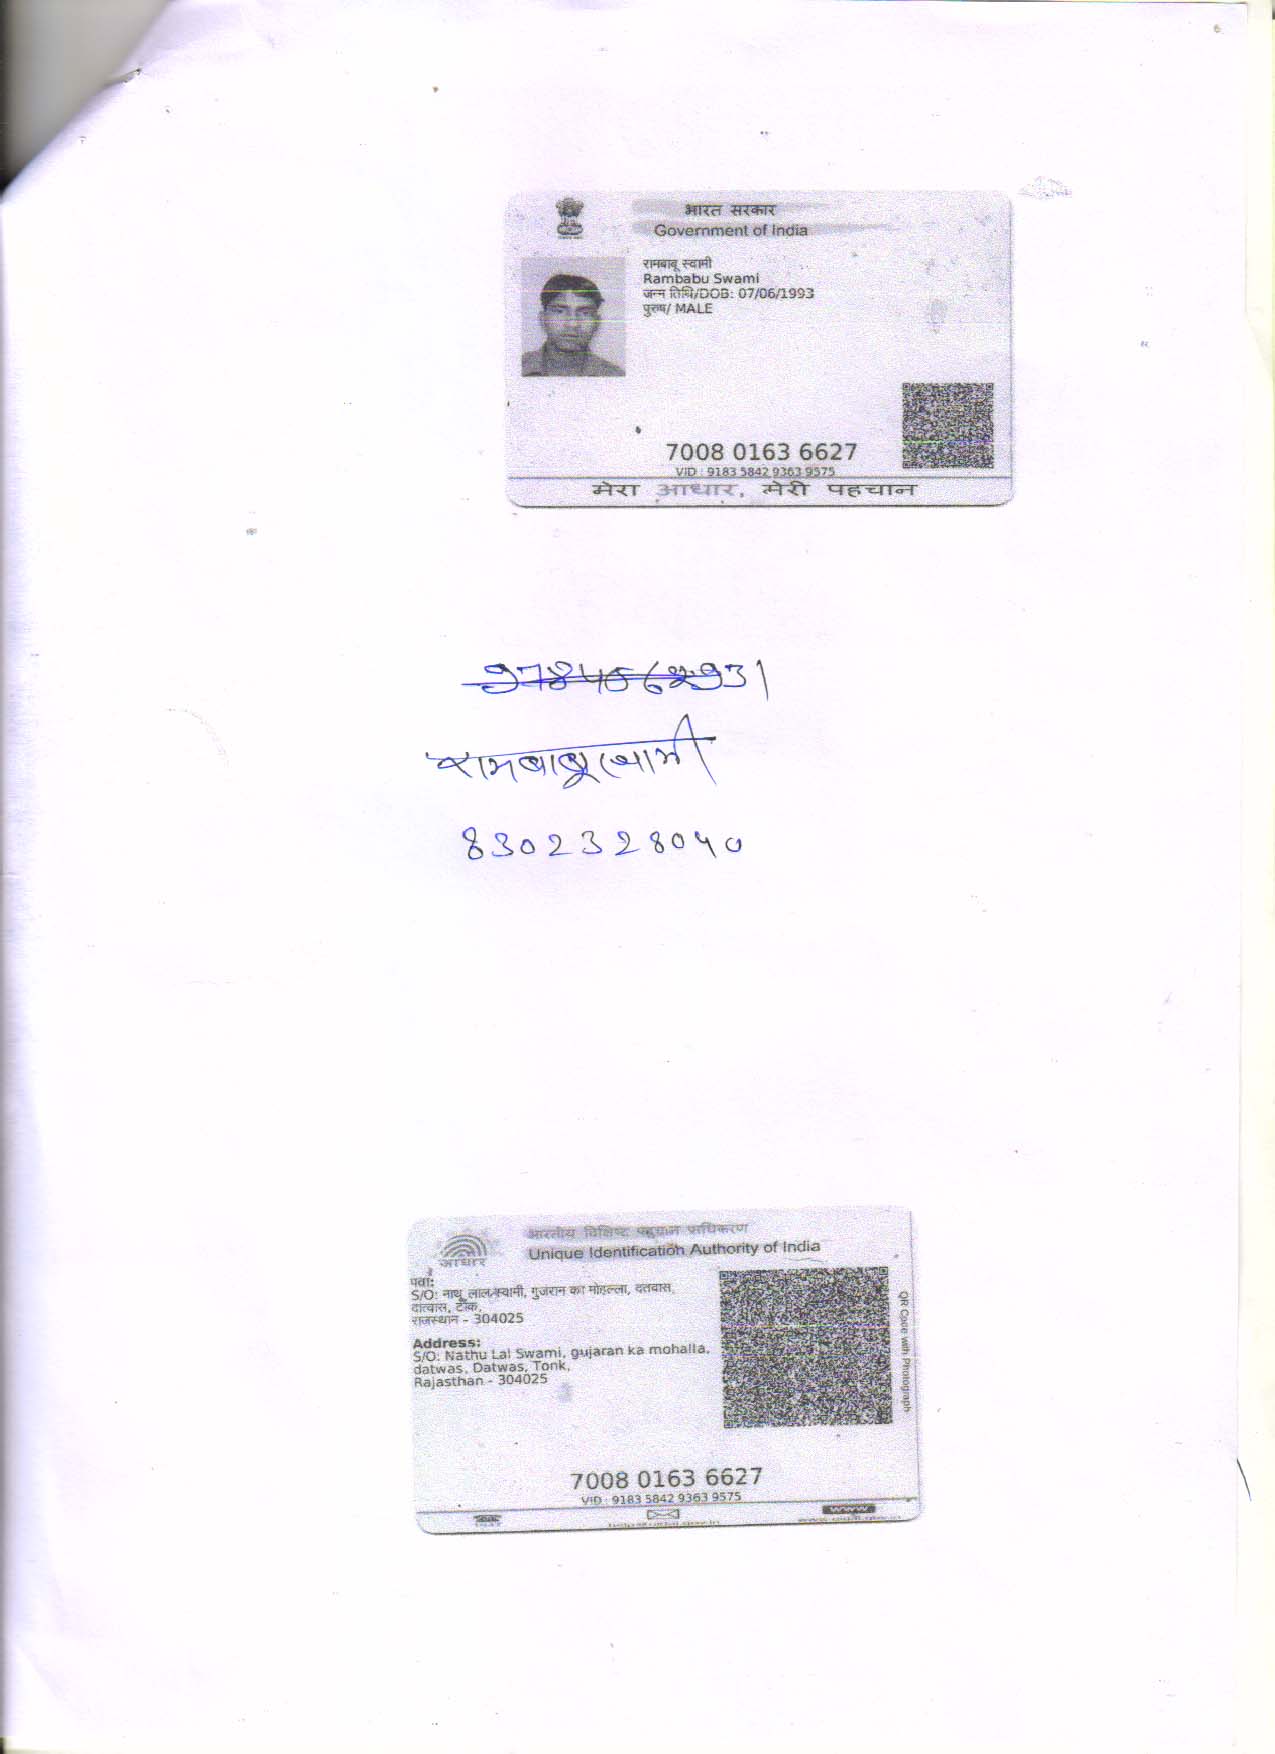 भारत सरकार
Government of India
रामबाबू स्वामी
Rambabu Swami
जन्म तिथि/DOB: 07/06/1993
पुरुष/ MALE
7008 0163 6627
VID : 9183 5842 9363 9575
मेरा आधार, मेरी पहचान
रामबाबू स्वामी
8302328040
भारतीय विशिष्ट पहचान प्राधिकरण
Unique Identification Authority of India
आधार
पता:
S/O: नाथू लाल स्वामी, गुजरान का मोहल्ला, दतवास,
दात्वास, टोंक,
राजस्थान - 304025
Address:
S/O: Nathu Lal Swami, gujaran ka mohalla,
datwas, Datwas, Tonk,
Rajasthan - 304025
QR Code with Photograph
7008 0163 6627
VID : 9183 5842 9363 9575
www